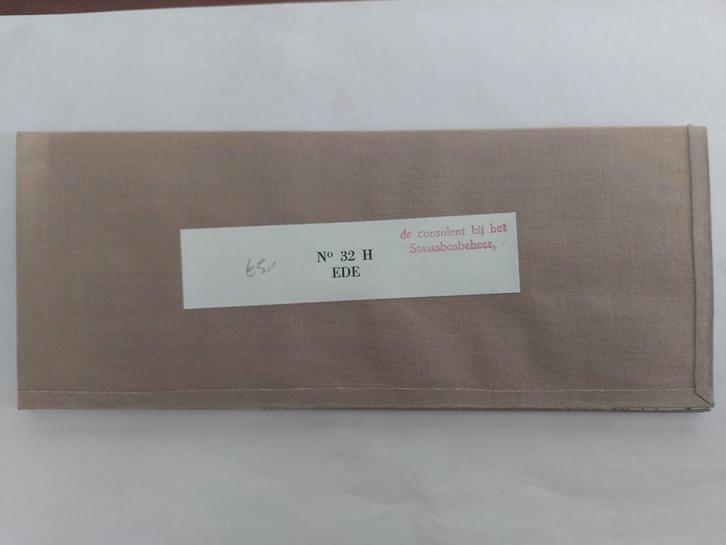 No 32 H
EDE
de consulent bij het
Staatsbosbeheer,